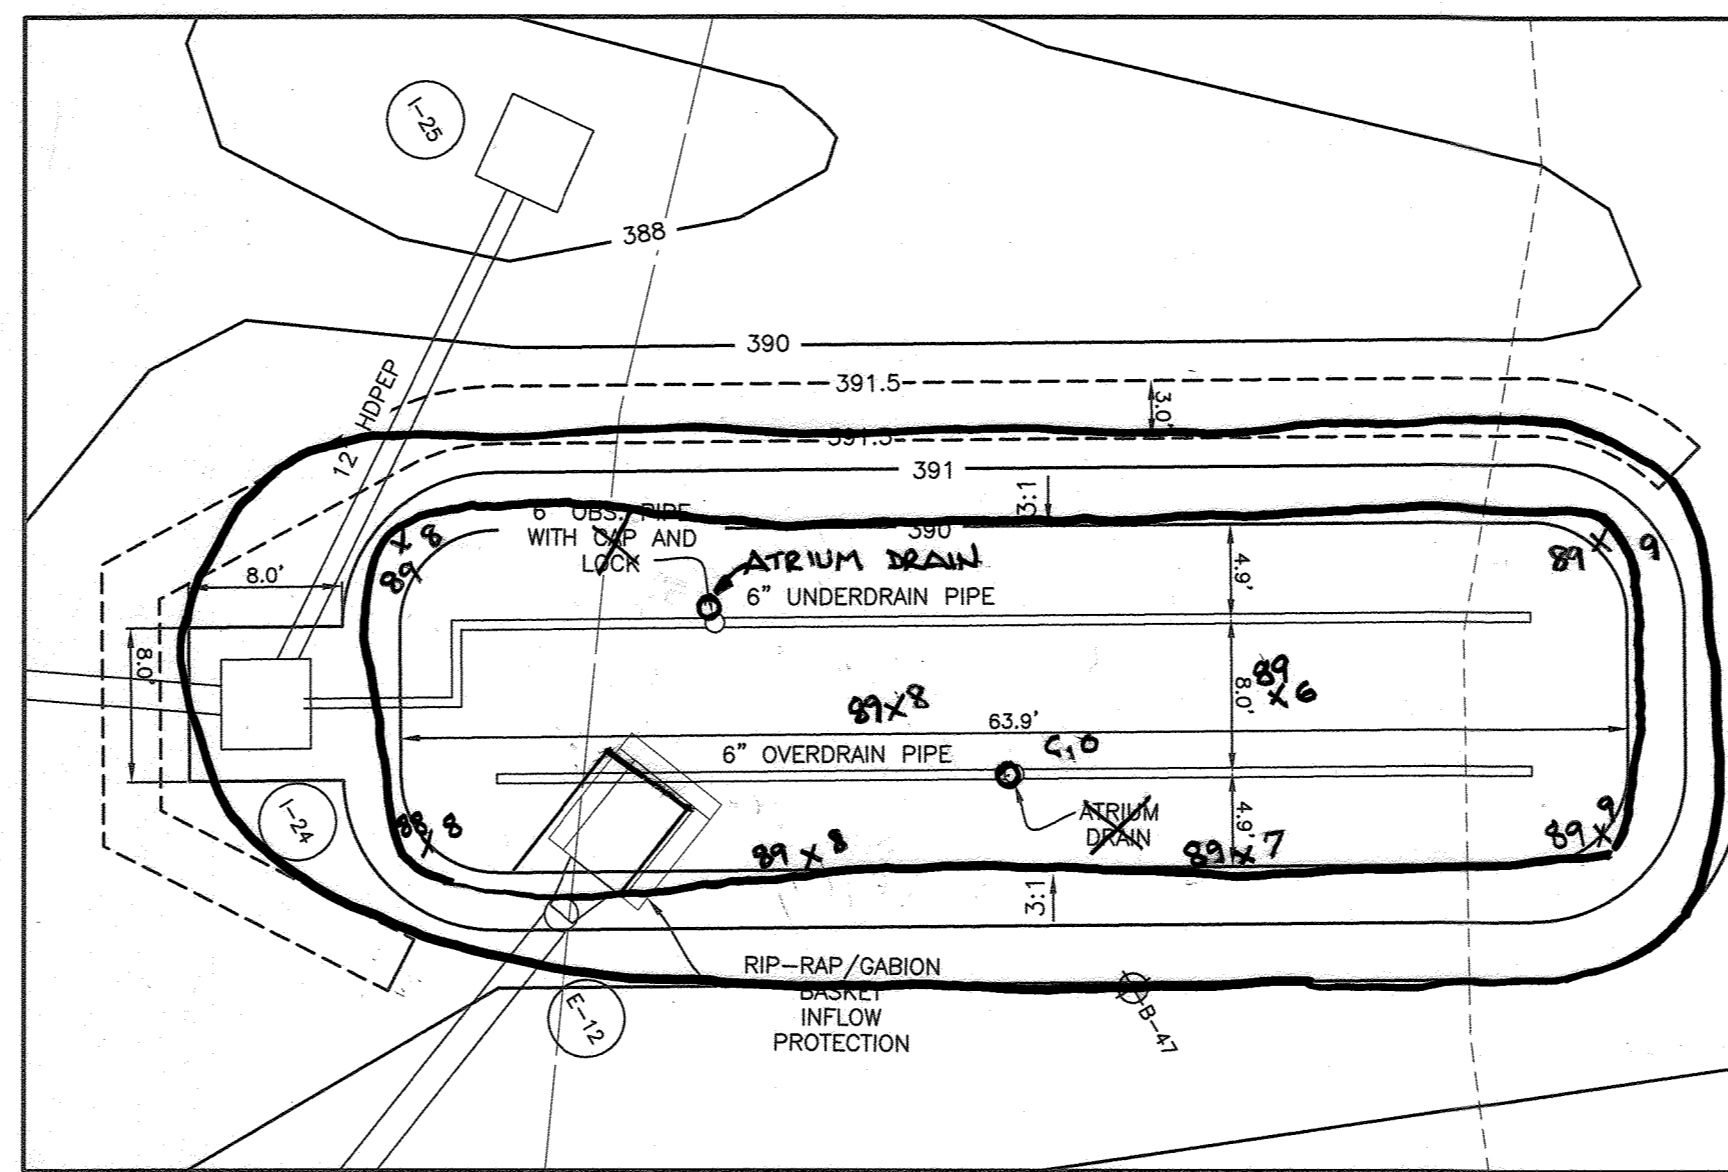 I-25
388
390
12" HDPEP
391.5
3.0'
391.5
391
3:1
6" OBS. PIPE
WITH CAP AND
LOCK
390
ATRIUM DRAIN
6" UNDERDRAIN PIPE
4.9'
89 x 8
89 x 9
8.0'
8.0'
89 x 8
89 x 6
8.0'
63.9'
6" OVERDRAIN PIPE
C.O
ATRIUM
DRAIN
4.9'
I-24
88 x 8
89 x 8
89 x 7
89 x 9
3:1
RIP-RAP/GABION
BASKET
INFLOW
PROTECTION
E-12
B-47